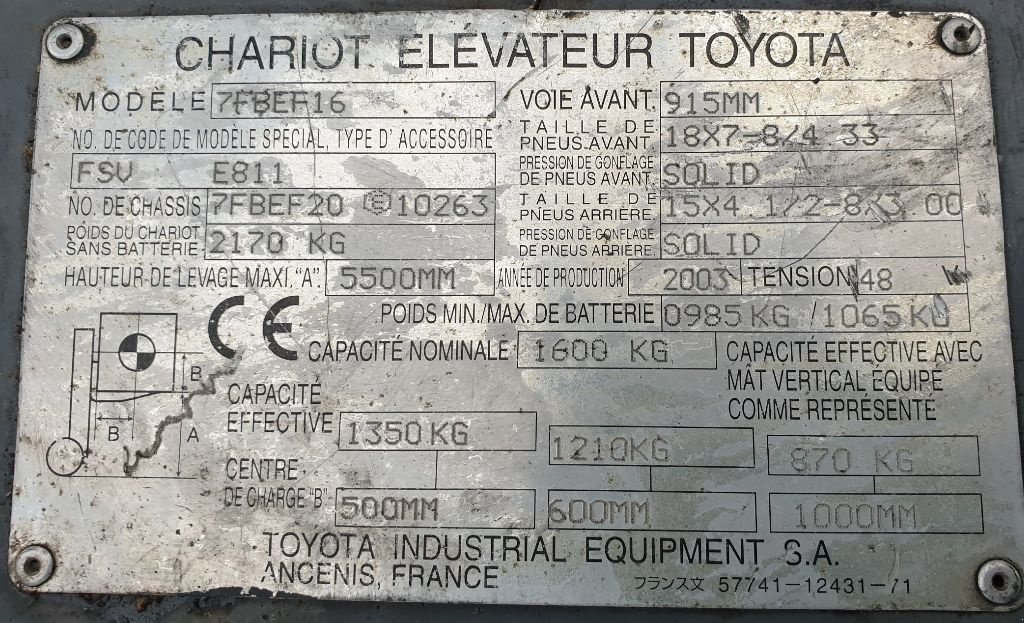 CHARIOT ELÉVATEUR TOYOTA
MODÈLE 7FBEF16
NO. DE CODE DE MODÈLE SPÉCIAL, TYPE D' ACCESSOIRE
FSV E811
NO. DE CHASSIS 7FBEF20 E 10263
POIDS DU CHARIOT
SANS BATTERIE 2170 KG
HAUTEUR DE LEVAGE MAXI. "A". 5500MM
VOIE AVANT. 915MM
TAILLE DE
PNEUS AVANT. 18X7-8/4 33
PRESSION DE GONFLAGE
DE PNEUS AVANT. SOLID
TAILLE DE
PNEUS ARRIÈRE. 15X4 1/2-8/3.00
PRESSION DE GONFLAGE
DE PNEUS ARRIÈRE. SOLID
ANNÉE DE PRODUCTION 2003 TENSION 48
POIDS MIN./MAX. DE BATTERIE 0985 KG /1065 KG
CE
CAPACITÉ NOMINALE 1600 KG
CAPACITÉ EFFECTIVE AVEC
MÂT VERTICAL ÉQUIPÉ
COMME REPRÉSENTÉ
B
B
A
CAPACITÉ
EFFECTIVE 1350 KG 1210KG 870 KG
CENTRE
DE CHARGE "B" 500MM 600MM 1000MM
TOYOTA INDUSTRIAL EQUIPMENT S.A.
ANCENIS, FRANCE
フランス文 57741-12431-71